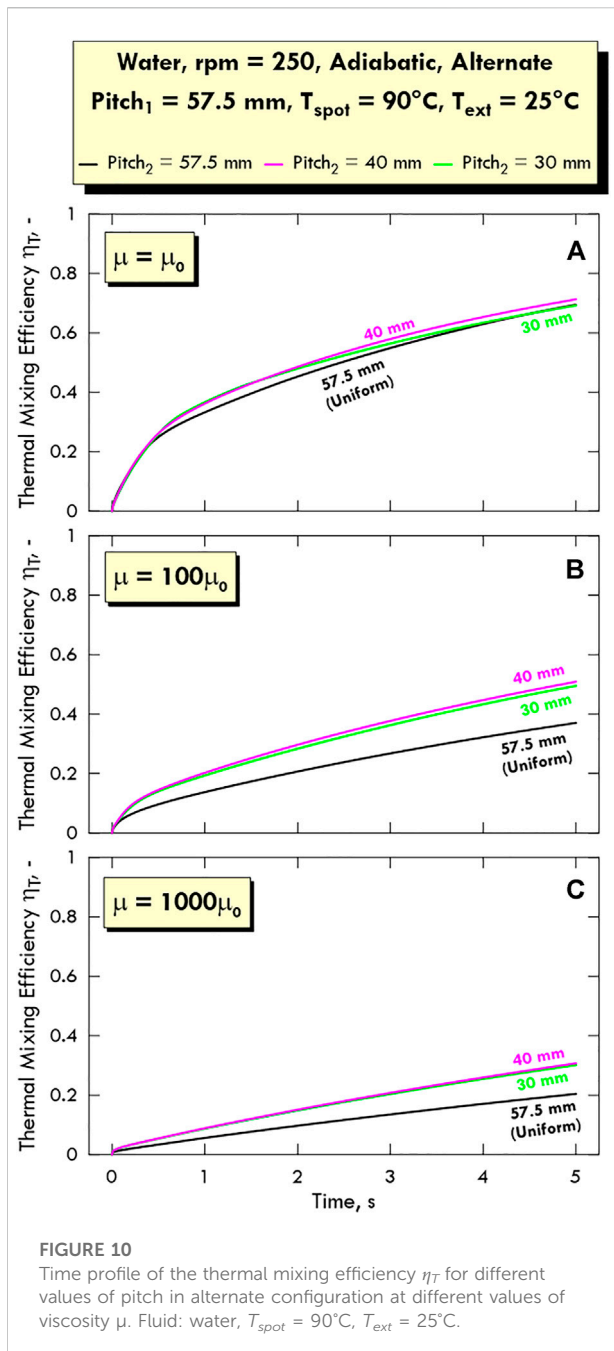 Water, rpm = 250, Adiabatic, Alternate
Pitch₁ = 57.5 mm, T_spot = 90°C, T_ext = 25°C
Pitch₂ = 57.5 mm Pitch₂ = 40 mm Pitch₂ = 30 mm
Thermal Mixing Efficiency η_T, -
1
0.8
0.6
0.4
0.2
0
μ = μ₀
A
40 mm
30 mm
57.5 mm
(Uniform)
Thermal Mixing Efficiency η_T, -
1
0.8
0.6
0.4
0.2
0
μ = 100μ₀
B
40 mm
30 mm
57.5 mm
(Uniform)
Thermal Mixing Efficiency η_T, -
1
0.8
0.6
0.4
0.2
0
μ = 1000μ₀
C
40 mm
30 mm
57.5 mm
(Uniform)
0 1 2 3 4 5
Time, s
FIGURE 10
Time profile of the thermal mixing efficiency η_T for different
values of pitch in alternate configuration at different values of
viscosity μ. Fluid: water, T_spot = 90°C, T_ext = 25°C.